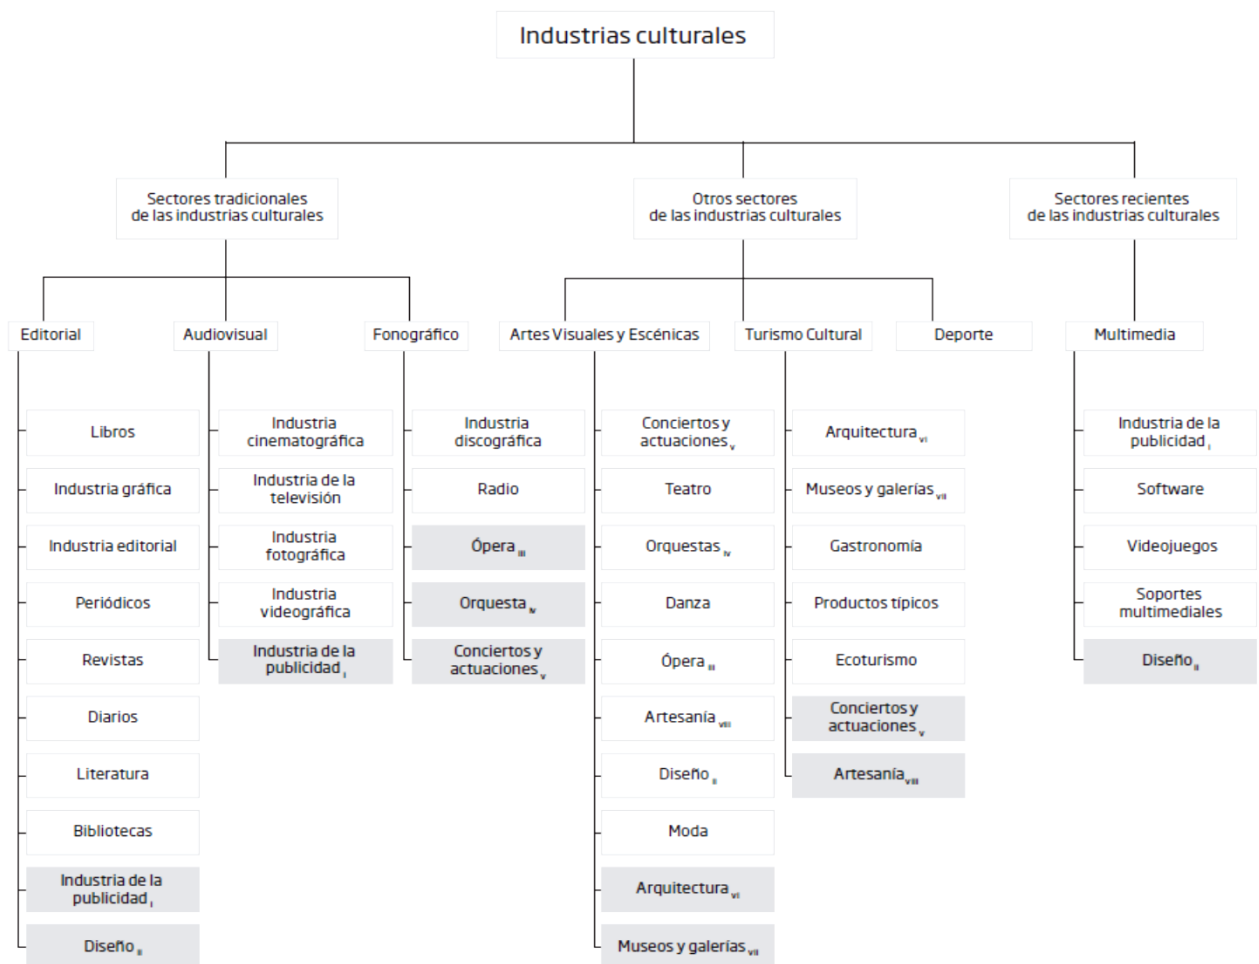 Industrias culturales
Sectores tradicionales
de las industrias culturales
Otros sectores
de las industrias culturales
Sectores recientes
de las industrias culturales
Editorial
Audiovisual
Fonográfico
Artes Visuales y Escénicas
Turismo Cultural
Deporte
Multimedia
Libros
Industria gráfica
Industria editorial
Periódicos
Revistas
Diarios
Literatura
Bibliotecas
Industria de la
publicidad I
Diseño II
Industria
cinematográfica
Industria de la
televisión
Industria
fotográfica
Industria
videográfica
Industria de la
publicidad I
Industria
discográfica
Radio
Ópera III
Orquesta IV
Conciertos y
actuaciones V
Conciertos y
actuaciones V
Teatro
Orquestas IV
Danza
Ópera III
Artesanía VIII
Diseño II
Moda
Arquitectura VI
Museos y galerías VII
Arquitectura VI
Museos y galerías VII
Gastronomía
Productos típicos
Ecoturismo
Conciertos y
actuaciones V
Artesanía VIII
Industria de la
publicidad I
Software
Videojuegos
Soportes
multimediales
Diseño II